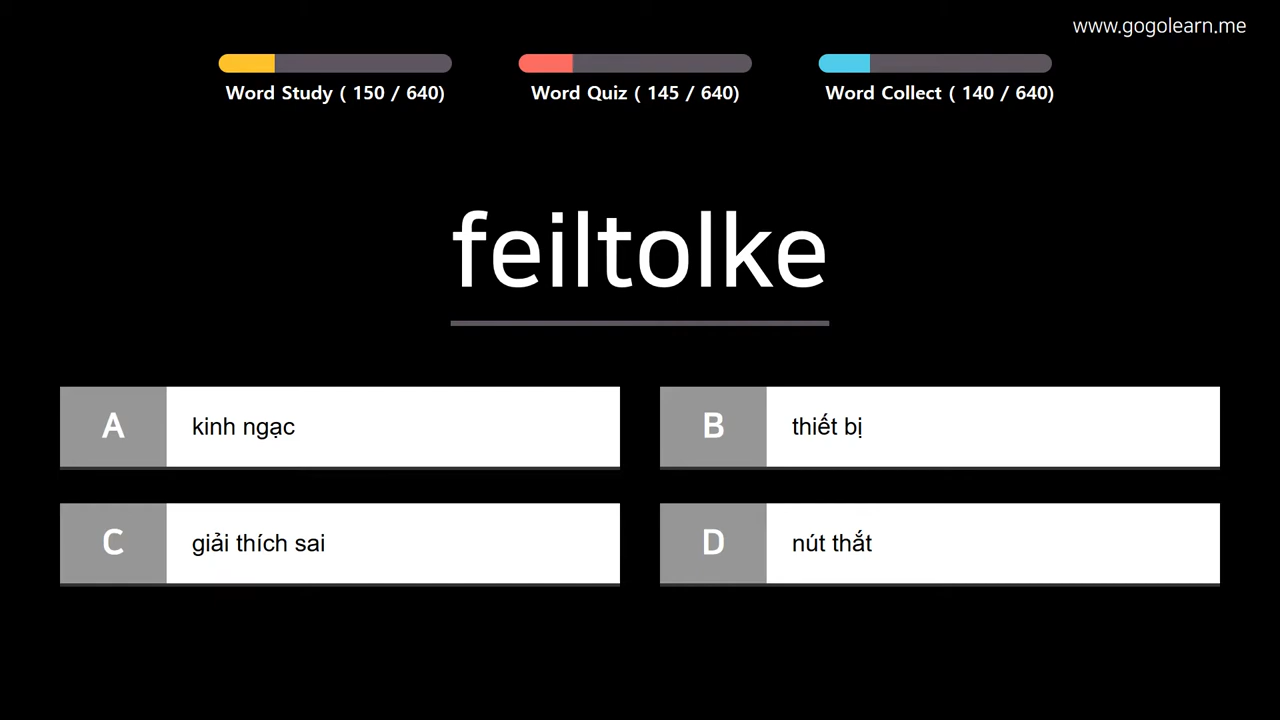 www.gogolearn.me
Word Study ( 150 / 640)
Word Quiz ( 145 / 640)
Word Collect ( 140 / 640)
feiltolke
A kinh ngạc
B thiết bị
C giải thích sai
D nút thắt